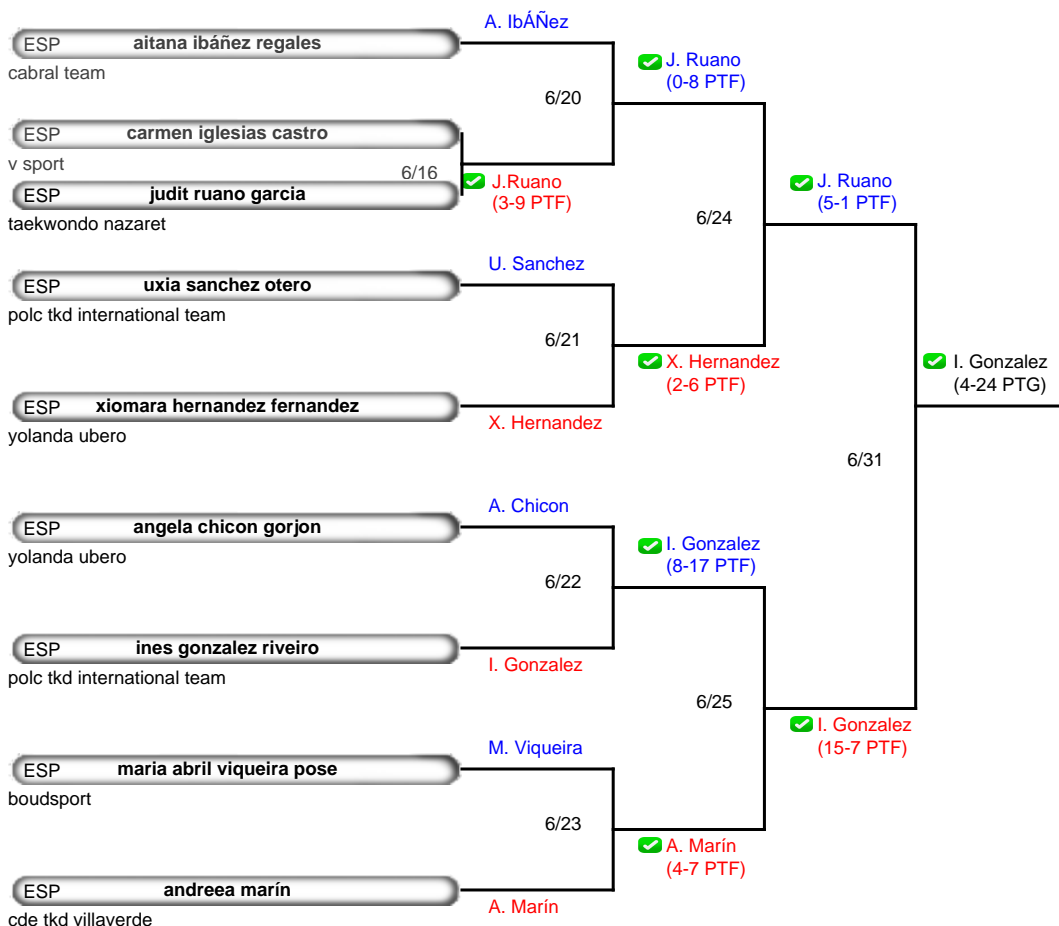 A. IbÁÑez
ESP aitana ibáñez regales
cabral team
J. Ruano
(0-8 PTF)
6/20
ESP carmen iglesias castro
v sport
6/16
J.Ruano
(3-9 PTF)
ESP judit ruano garcia
taekwondo nazaret
J. Ruano
(5-1 PTF)
6/24
U. Sanchez
ESP uxia sanchez otero
polc tkd international team
6/21
X. Hernandez
(2-6 PTF)
I. Gonzalez
(4-24 PTG)
ESP xiomara hernandez fernandez
X. Hernandez
yolanda ubero
6/31
A. Chicon
ESP angela chicon gorjon
yolanda ubero
I. Gonzalez
(8-17 PTF)
6/22
ESP ines gonzalez riveiro
I. Gonzalez
polc tkd international team
6/25
I. Gonzalez
(15-7 PTF)
M. Viqueira
ESP maria abril viqueira pose
boudsport
6/23
A. Marín
(4-7 PTF)
ESP andreea marín
A. Marín
cde tkd villaverde